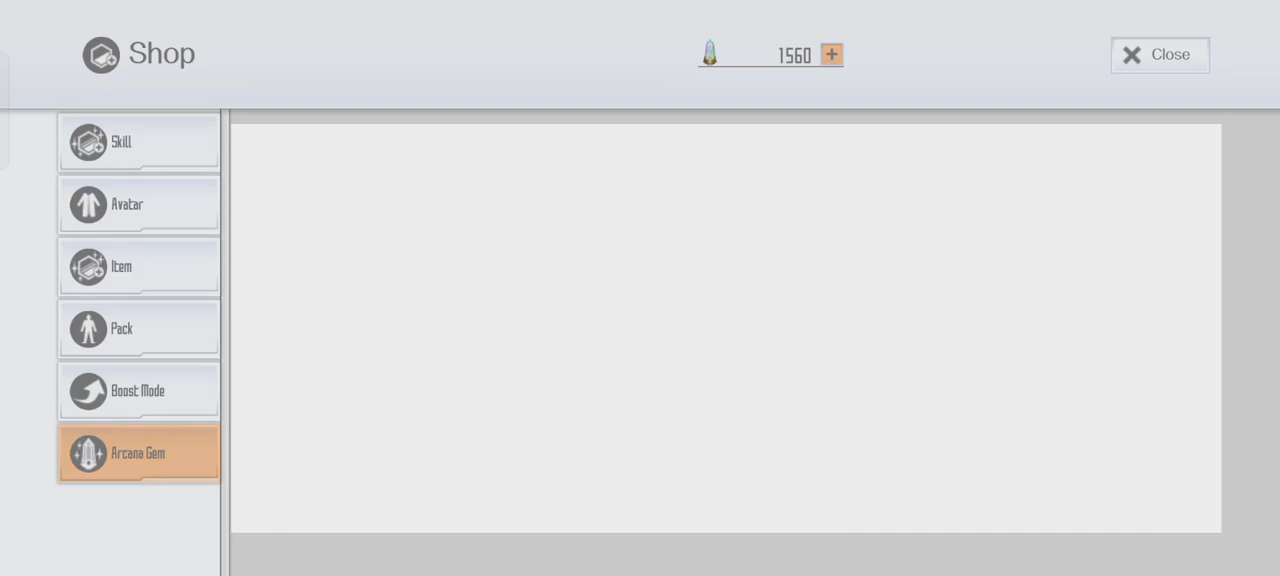 Shop
1560
Close
Skill
Avatar
Item
Pack
Boost Mode
Arcana Gem